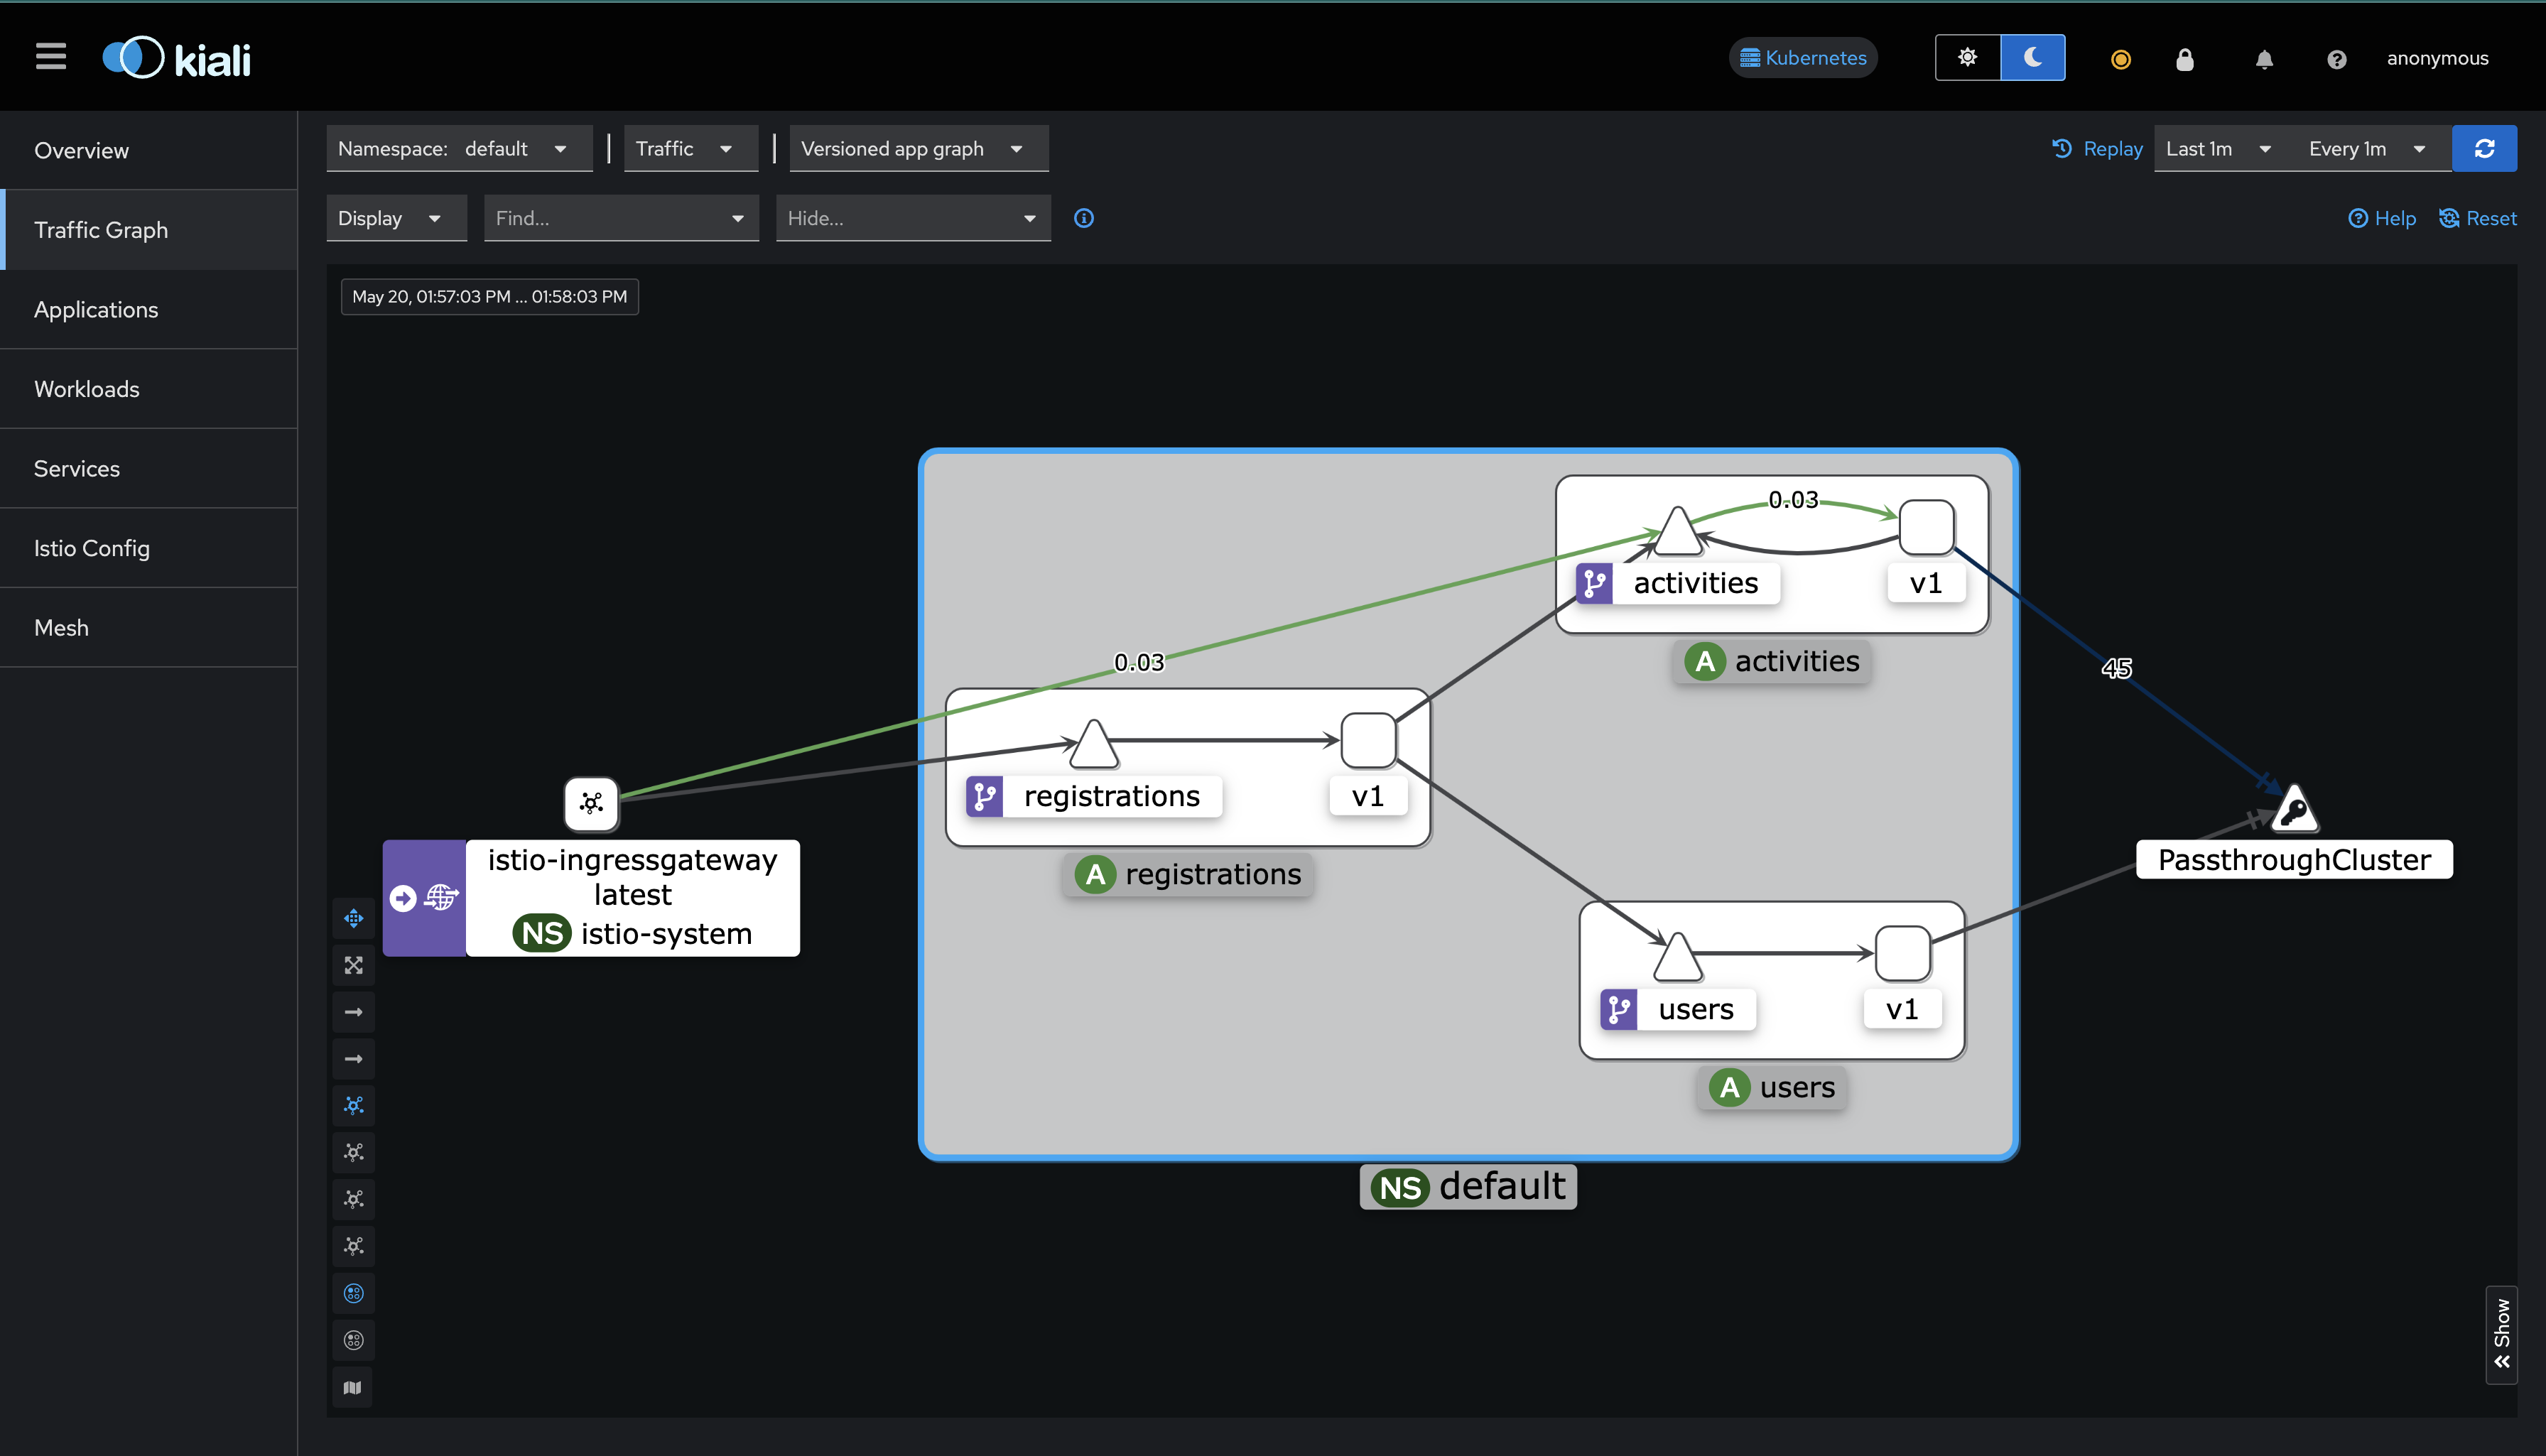 kiali
Kubernetes
anonymous
Overview
Traffic Graph
Applications
Workloads
Services
Istio Config
Mesh
Namespace: default
Traffic
Versioned app graph
Replay
Last 1m
Every 1m
Display
Find...
Hide...
Help
Reset
May 20, 01:57:03 PM ... 01:58:03 PM
0.03
activities
v1
A activities
0.03
45
registrations
v1
A registrations
istio-ingressgateway
latest
NS istio-system
PassthroughCluster
users
v1
A users
NS default
Show